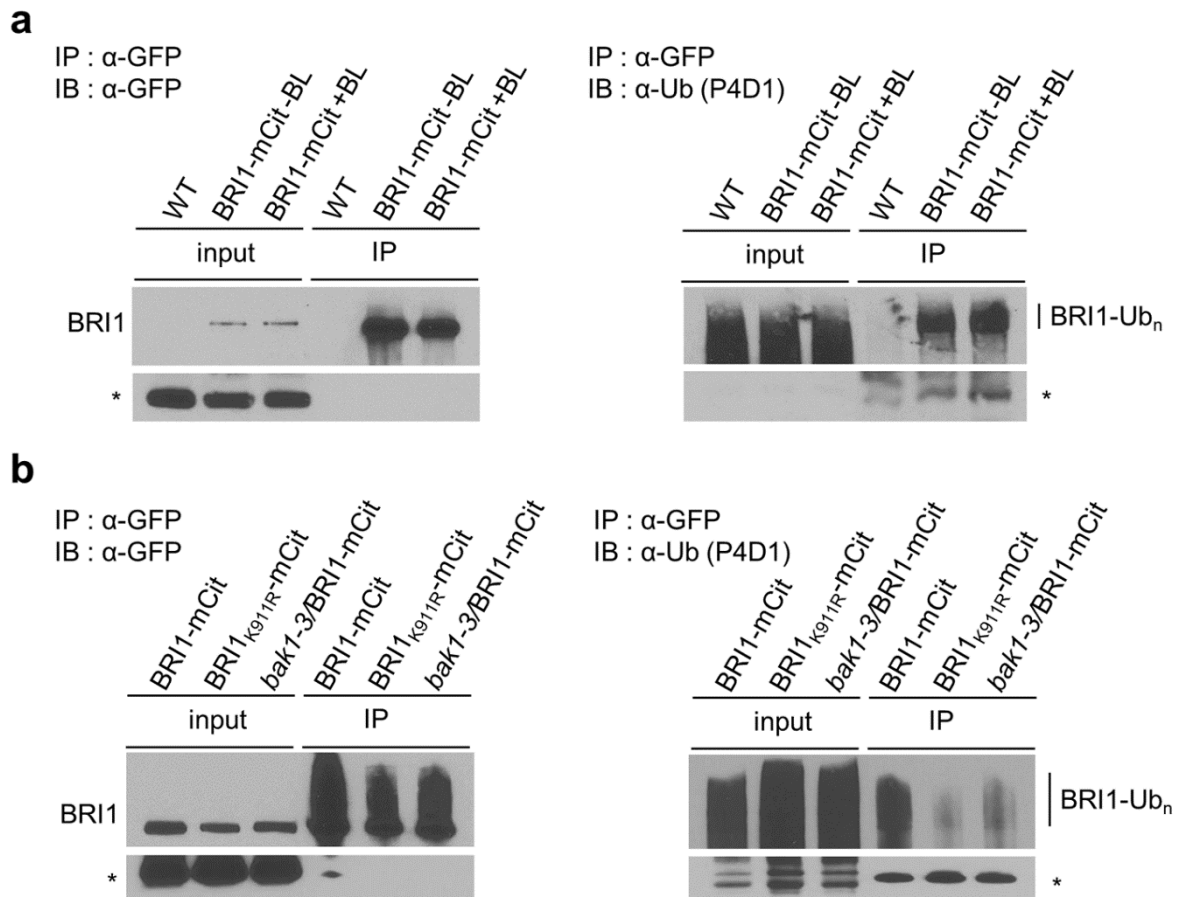 a
IP : α-GFP
IB : α-GFP
WT
BRI1-mCit-BL
BRI1-mCit+BL
WT
BRI1-mCit-BL
BRI1-mCit+BL
input
IP
BRI1
*
IP : α-GFP
IB : α-Ub (P4D1)
WT
BRI1-mCit-BL
BRI1-mCit+BL
WT
BRI1-mCit-BL
BRI1-mCit+BL
input
IP
BRI1-Ubn
*
b
IP : α-GFP
IB : α-GFP
BRI1-mCit
BRI1K911R-mCit
bak1-3/BRI1-mCit
BRI1-mCit
BRI1K911R-mCit
bak1-3/BRI1-mCit
input
IP
BRI1
*
IP : α-GFP
IB : α-Ub (P4D1)
BRI1-mCit
BRI1K911R-mCit
bak1-3/BRI1-mCit
BRI1-mCit
BRI1K911R-mCit
bak1-3/BRI1-mCit
input
IP
BRI1-Ubn
*